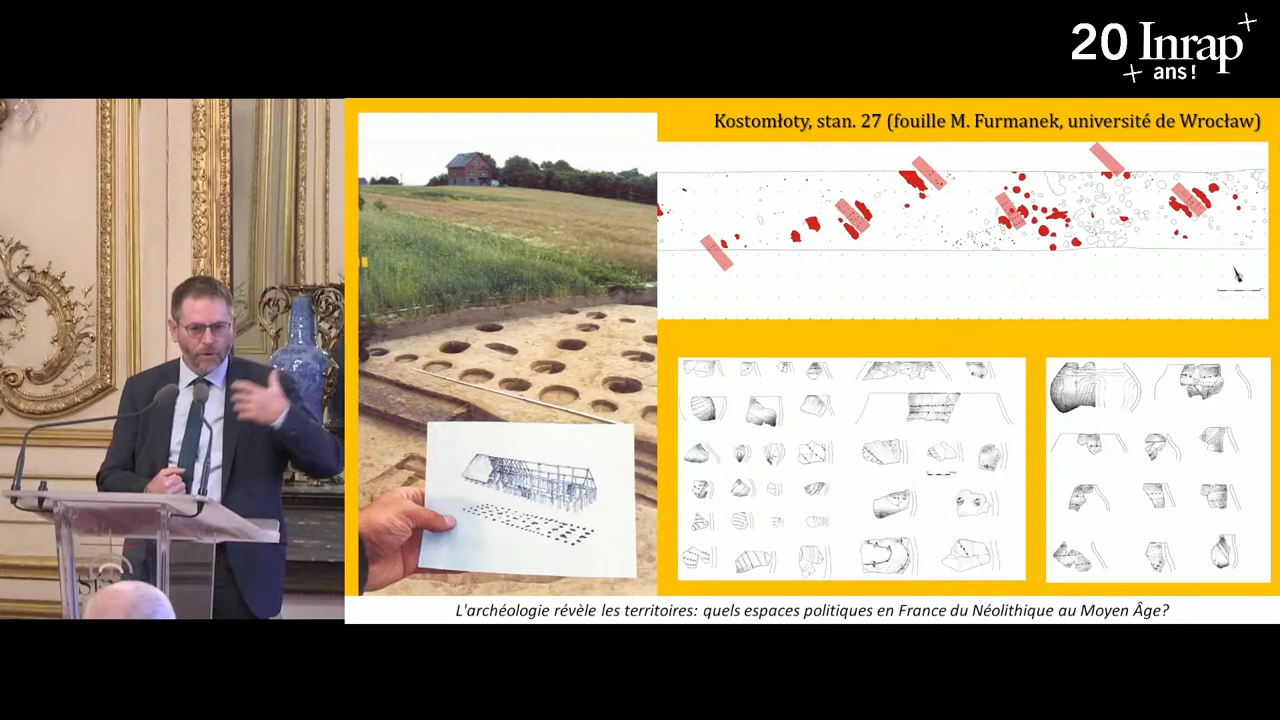 20 Inrap
ans !
Kostomłoty, stan. 27 (fouille M. Furmanek, université de Wrocław)
L'archéologie révèle les territoires: quels espaces politiques en France du Néolithique au Moyen Âge?